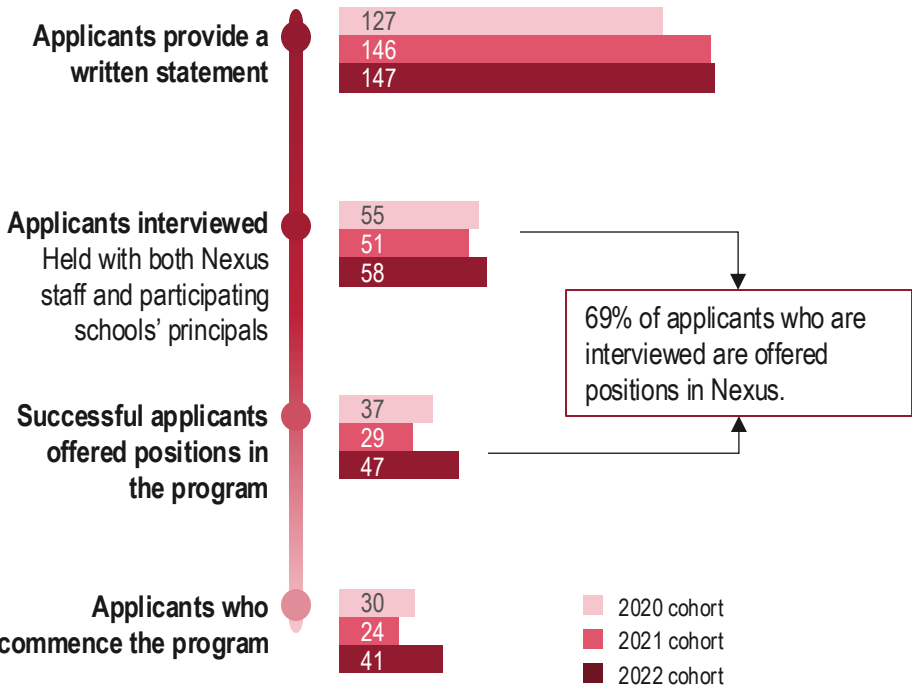 Applicants provide a
written statement
127
146
147
Applicants interviewed
Held with both Nexus
staff and participating
schools’ principals
55
51
58
69% of applicants who are
interviewed are offered
positions in Nexus.
Successful applicants
offered positions in
the program
37
29
47
Applicants who
commence the program
30
24
41
2020 cohort
2021 cohort
2022 cohort